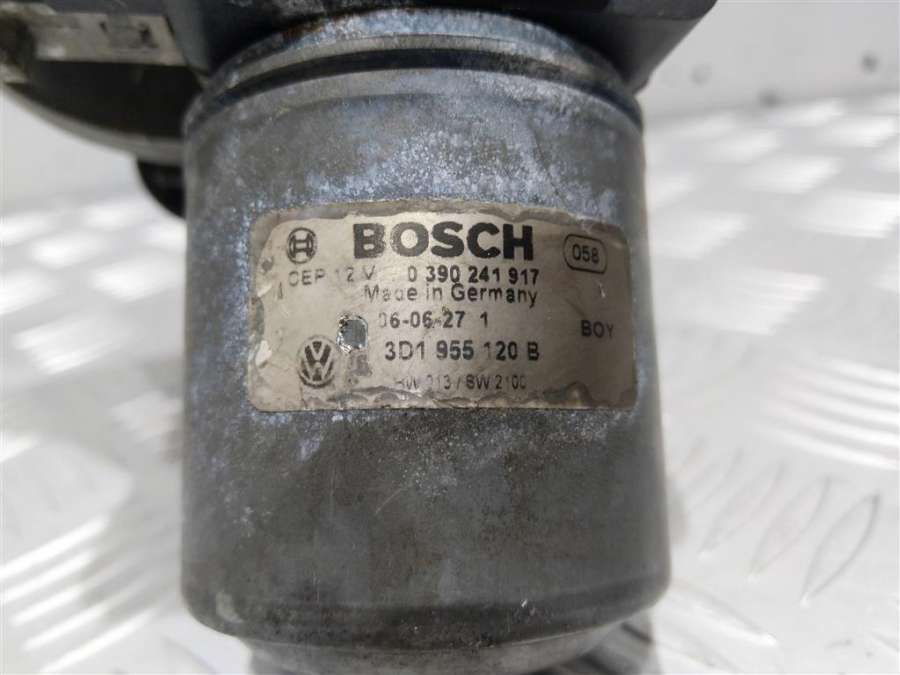 BOSCH 058
CEP 12 V 0 390 241 917
Made in Germany
06-06-27 1 BOY
3D1 955 120 B
HW 213 / SW 2100